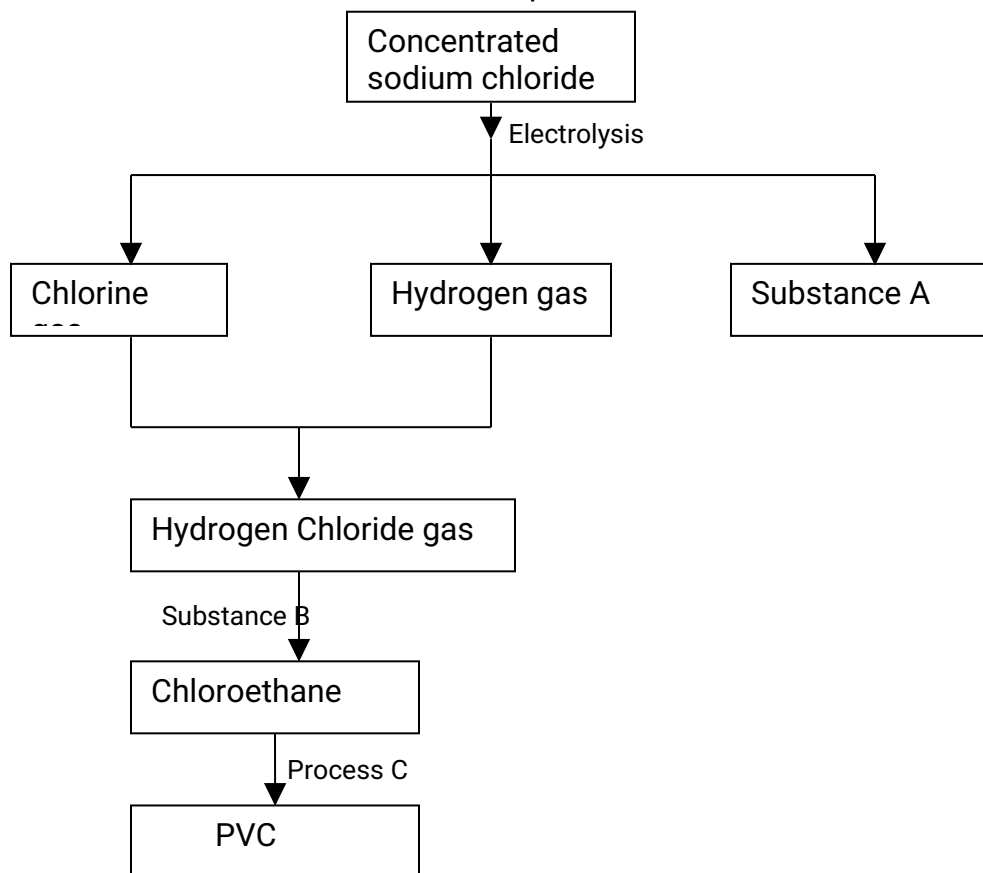 Concentrated
sodium chloride
Electrolysis
Chlorine
Hydrogen gas
Substance A
Hydrogen Chloride gas
Substance B
Chloroethane
Process C
PVC